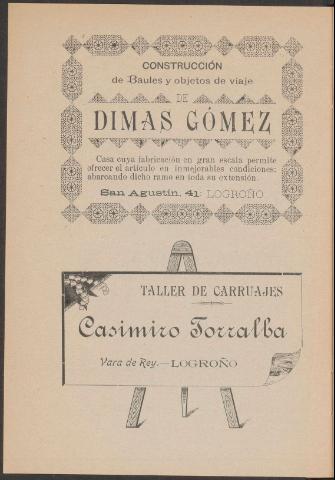 CONSTRUCCIÓN
de Baules y objetos de viaje
DE
DIMAS GÓMEZ
Casa cuya fabricación en gran escala permite
ofrecer el artículo en inmejorables condiciones;
abarcando dicho ramo en toda su extensión.
San Agustín, 41: LOGROÑO
TALLER DE CARRUAJES
Casimiro Torralba
Vara de Rey.—LOGROÑO